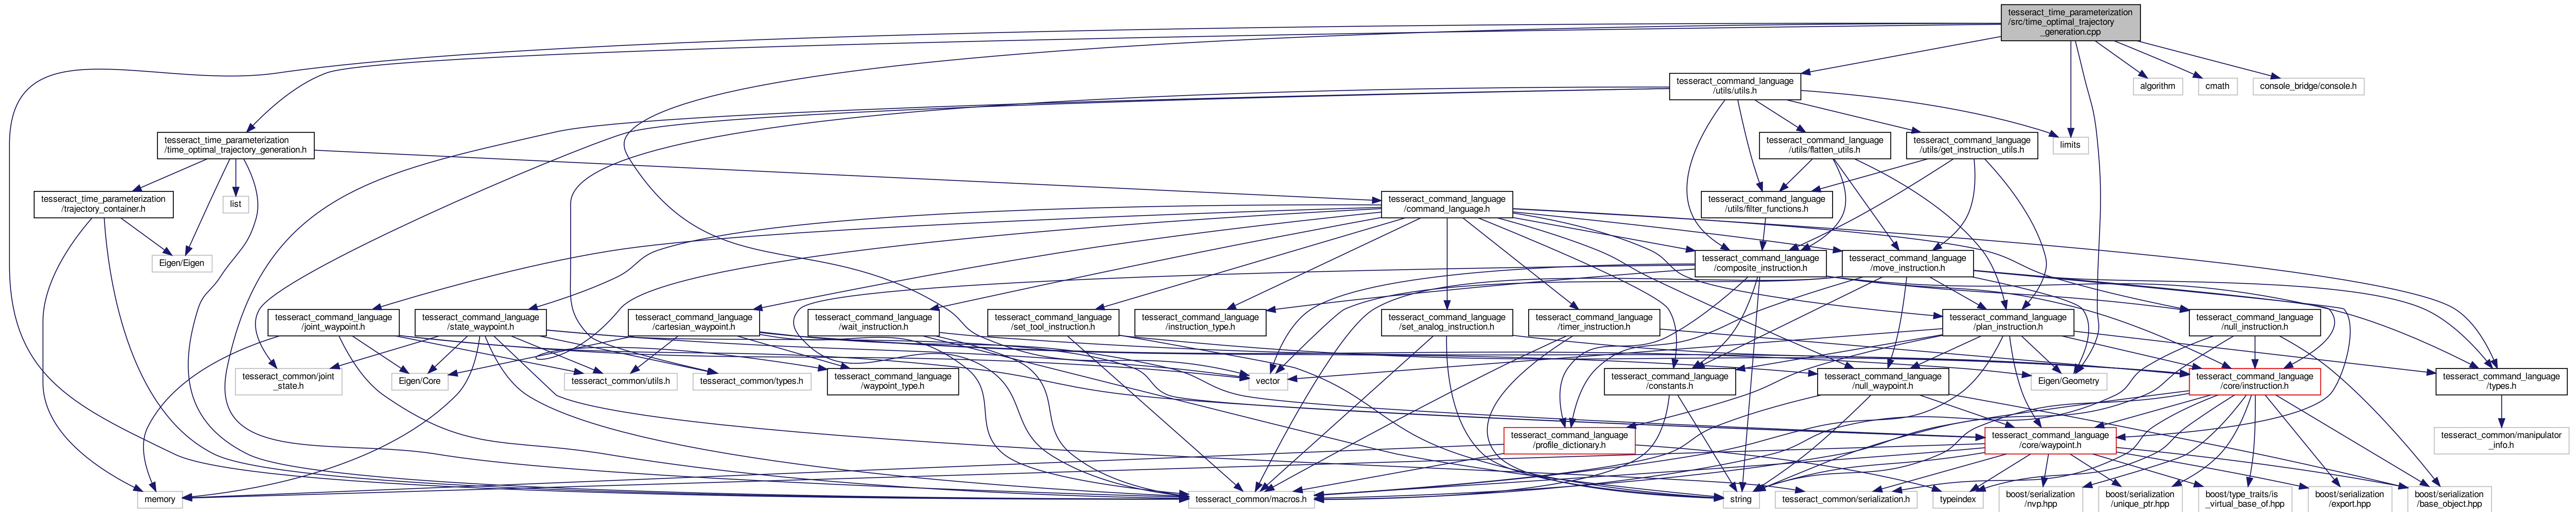 tesseract_time_parameterization
/src/time_optimal_trajectory
_generation.cpp
tesseract_command_language
/utils/utils.h
algorithm
cmath
console_bridge/console.h
tesseract_time_parameterization
/time_optimal_trajectory_generation.h
tesseract_command_language
/utils/flatten_utils.h
tesseract_command_language
/utils/get_instruction_utils.h
limits
tesseract_time_parameterization
/trajectory_container.h
list
tesseract_command_language
/command_language.h
tesseract_command_language
/utils/filter_functions.h
Eigen/Eigen
tesseract_command_language
/composite_instruction.h
tesseract_command_language
/move_instruction.h
tesseract_command_language
/joint_waypoint.h
tesseract_command_language
/state_waypoint.h
tesseract_command_language
/cartesian_waypoint.h
tesseract_command_language
/wait_instruction.h
tesseract_command_language
/set_tool_instruction.h
tesseract_command_language
/instruction_type.h
tesseract_command_language
/set_analog_instruction.h
tesseract_command_language
/timer_instruction.h
tesseract_command_language
/plan_instruction.h
tesseract_command_language
/null_instruction.h
tesseract_common/joint
_state.h
Eigen/Core
tesseract_common/utils.h
tesseract_common/types.h
tesseract_command_language
/waypoint_type.h
vector
tesseract_command_language
/constants.h
tesseract_command_language
/null_waypoint.h
Eigen/Geometry
tesseract_command_language
/core/instruction.h
tesseract_command_language
/types.h
tesseract_command_language
/profile_dictionary.h
tesseract_command_language
/core/waypoint.h
tesseract_common/manipulator
_info.h
memory
tesseract_common/macros.h
string
tesseract_common/serialization.h
typeindex
boost/serialization
/nvp.hpp
boost/serialization
/unique_ptr.hpp
boost/type_traits/is
_virtual_base_of.hpp
boost/serialization
/export.hpp
boost/serialization
/base_object.hpp